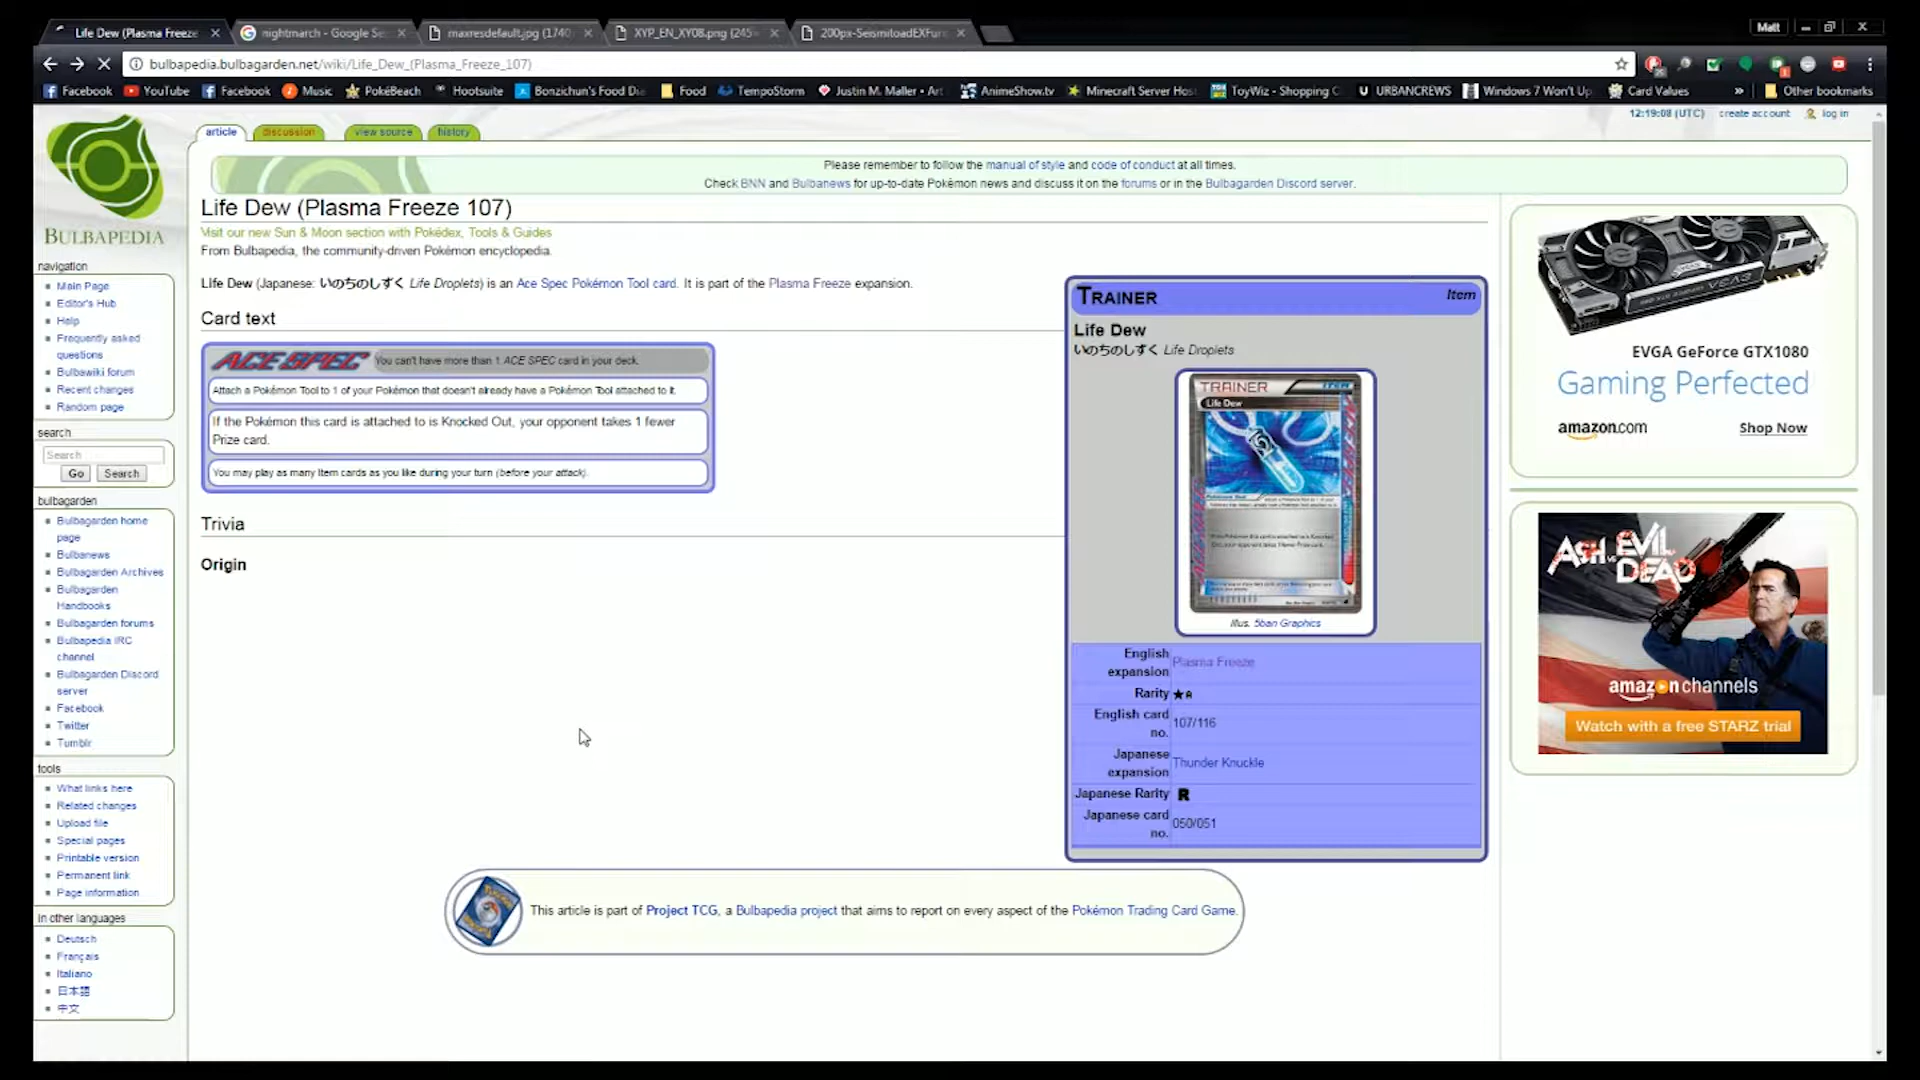 Life Dew (Plasma Freeze
nightmarch - Google Se
maxresdefault.jpg (1740
XYP_EN_XY08.png (245
200px-SeismitoadEXFur
Matt
bulbapedia.bulbagarden.net/wiki/Life_Dew_(Plasma_Freeze_107)
Facebook YouTube Facebook Music PokéBeach Hootsuite Bonzichun's Food Di Food TempoStorm Justin M. Maller - Art AnimeShow.tv Minecraft Server Host ToyWiz - Shopping C URBANCREWS Windows 7 Won't Up Card Values » Other bookmarks
12:19:08 (UTC) create account log in
article discussion view source history
Please remember to follow the manual of style and code of conduct at all times.
Check BNN and Bulbanews for up-to-date Pokémon news and discuss it on the forums or in the Bulbagarden Discord server.
BULBAPEDIA
navigation
Main Page
Editor's Hub
Help
Frequently asked
questions
Bulbawiki forum
Recent changes
Random page
search
Search
Go Search
bulbagarden
Bulbagarden home
page
Bulbanews
Bulbagarden Archives
Bulbagarden
Handbooks
Bulbagarden forums
Bulbapedia IRC
channel
Bulbagarden Discord
server
Facebook
Twitter
Tumblr
tools
What links here
Related changes
Upload file
Special pages
Printable version
Permanent link
Page information
in other languages
Deutsch
Français
Italiano
日本語
中文
Life Dew (Plasma Freeze 107)
Visit our new Sun & Moon section with Pokédex, Tools & Guides
From Bulbapedia, the community-driven Pokémon encyclopedia.
Life Dew (Japanese: いのちのしずく Life Droplets) is an Ace Spec Pokémon Tool card. It is part of the Plasma Freeze expansion.
Card text
ACE SPEC You can't have more than 1 ACE SPEC card in your deck.
Attach a Pokémon Tool to 1 of your Pokémon that doesn't already have a Pokémon Tool attached to it.
If the Pokémon this card is attached to is Knocked Out, your opponent takes 1 fewer
Prize card.
You may play as many Item cards as you like during your turn (before your attack).
Trivia
Origin
TRAINER Item
Life Dew
いのちのしずく Life Droplets
TRAINER ITEM
Life Dew
Illus. 5ban Graphics
English
expansion Plasma Freeze
Rarity ★A
English card
no. 107/116
Japanese
expansion Thunder Knuckle
Japanese Rarity R
Japanese card
no. 050/051
This article is part of Project TCG, a Bulbapedia project that aims to report on every aspect of the Pokémon Trading Card Game.
EVGA GeForce GTX1080
Gaming Perfected
amazon.com Shop Now
ASH VS EVIL
DEAD
amazon channels
Watch with a free STARZ trial